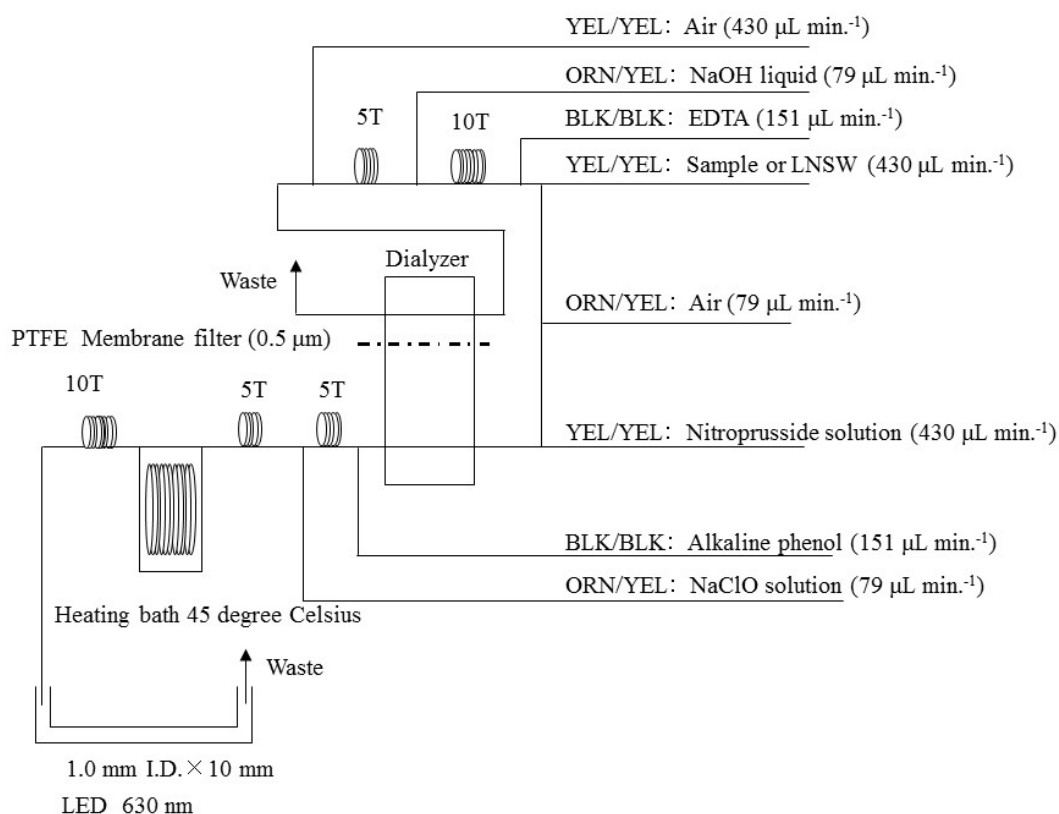 YEL/YEL: Air (430 μL min.-1)
ORN/YEL: NaOH liquid (79 μL min.-1)
5T
10T
BLK/BLK: EDTA (151 μL min.-1)
YEL/YEL: Sample or LNSW (430 μL min.-1)
Dialyzer
Waste
ORN/YEL: Air (79 μL min.-1)
PTFE Membrane filter (0.5 μm)
10T
5T
5T
YEL/YEL: Nitroprusside solution (430 μL min.-1)
BLK/BLK: Alkaline phenol (151 μL min.-1)
ORN/YEL: NaClO solution (79 μL min.-1)
Heating bath 45 degree Celsius
Waste
1.0 mm I.D.×10 mm
LED 630 nm